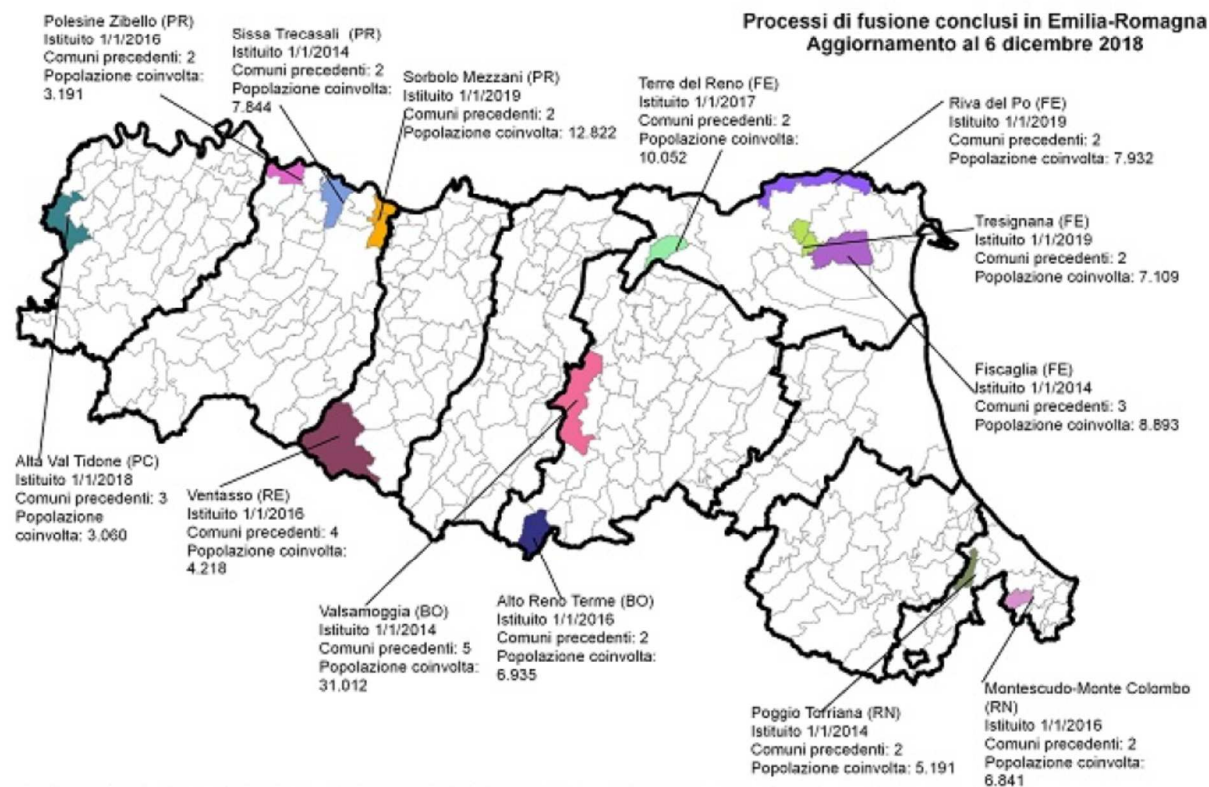 Processi di fusione conclusi in Emilia-Romagna
Aggiornamento al 6 dicembre 2018
Polesine Zibello (PR)
Istituito 1/1/2016
Comuni precedenti: 2
Popolazione coinvolta:
3.191
Sissa Trecasali (PR)
Istituito 1/1/2014
Comuni precedenti: 2
Popolazione coinvolta:
7.844
Sorbolo Mezzani (PR)
Istituito 1/1/2019
Comuni precedenti: 2
Popolazione coinvolta: 12.822
Terre del Reno (FE)
Istituito 1/1/2017
Comuni precedenti: 2
Popolazione coinvolta:
10.052
Riva del Po (FE)
Istituito 1/1/2019
Comuni precedenti: 2
Popolazione coinvolta: 7.932
Tresignana (FE)
Istituito 1/1/2019
Comuni precedenti: 2
Popolazione coinvolta: 7.109
Fiscaglia (FE)
Istituito 1/1/2014
Comuni precedenti: 3
Popolazione coinvolta: 8.893
Alta Val Tidone (PC)
Istituito 1/1/2018
Comuni precedenti: 3
Popolazione
coinvolta: 3.060
Ventasso (RE)
Istituito 1/1/2016
Comuni precedenti: 4
Popolazione coinvolta:
4.218
Valsamoggia (BO)
Istituito 1/1/2014
Comuni precedenti: 5
Popolazione coinvolta:
31.012
Alto Reno Terme (BO)
Istituito 1/1/2016
Comuni precedenti: 2
Popolazione coinvolta:
6.935
Poggio Torriana (RN)
Istituito 1/1/2014
Comuni precedenti: 2
Popolazione coinvolta: 5.191
Montescudo-Monte Colombo
(RN)
Istituito 1/1/2016
Comuni precedenti: 2
Popolazione coinvolta:
6.841